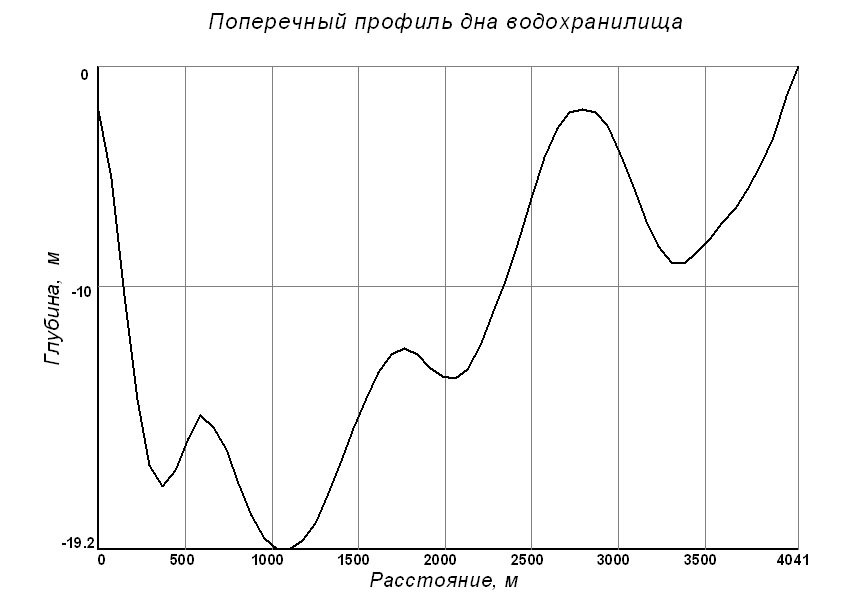 Поперечный профиль дна водохранилища
0
-10
-19.2
Глубина, м
0 500 1000 1500 2000 2500 3000 3500 4041
Расстояние, м